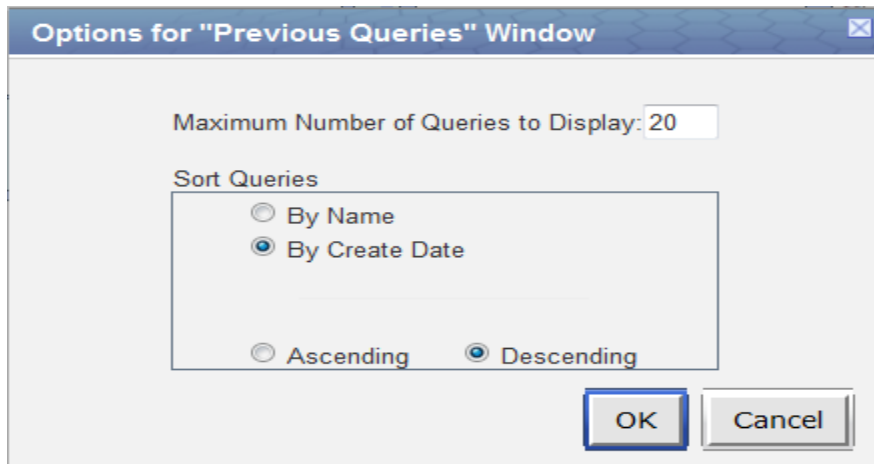 Options for "Previous Queries" Window
Maximum Number of Queries to Display: 20
Sort Queries
By Name
By Create Date
Ascending Descending
OK Cancel